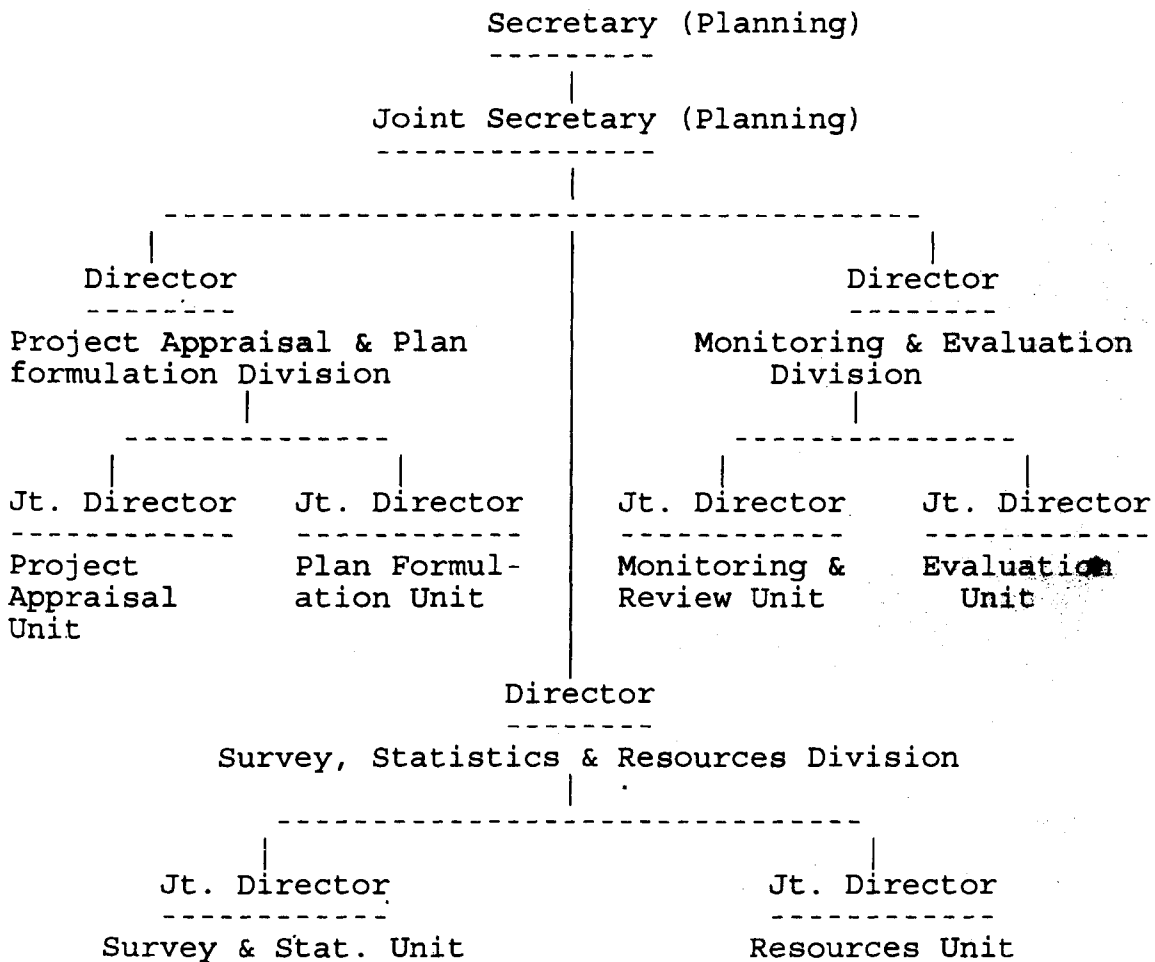 Secretary (Planning)
Joint Secretary (Planning)
Director
Director
Project Appraisal & Plan
formulation Division
Monitoring & Evaluation
Division
Jt. Director
Jt. Director
Jt. Director
Jt. Director
Project
Appraisal
Unit
Plan Formul-
ation Unit
Monitoring &
Review Unit
Evaluation
Unit
Director
Survey, Statistics & Resources Division
Jt. Director
Jt. Director
Survey & Stat. Unit
Resources Unit